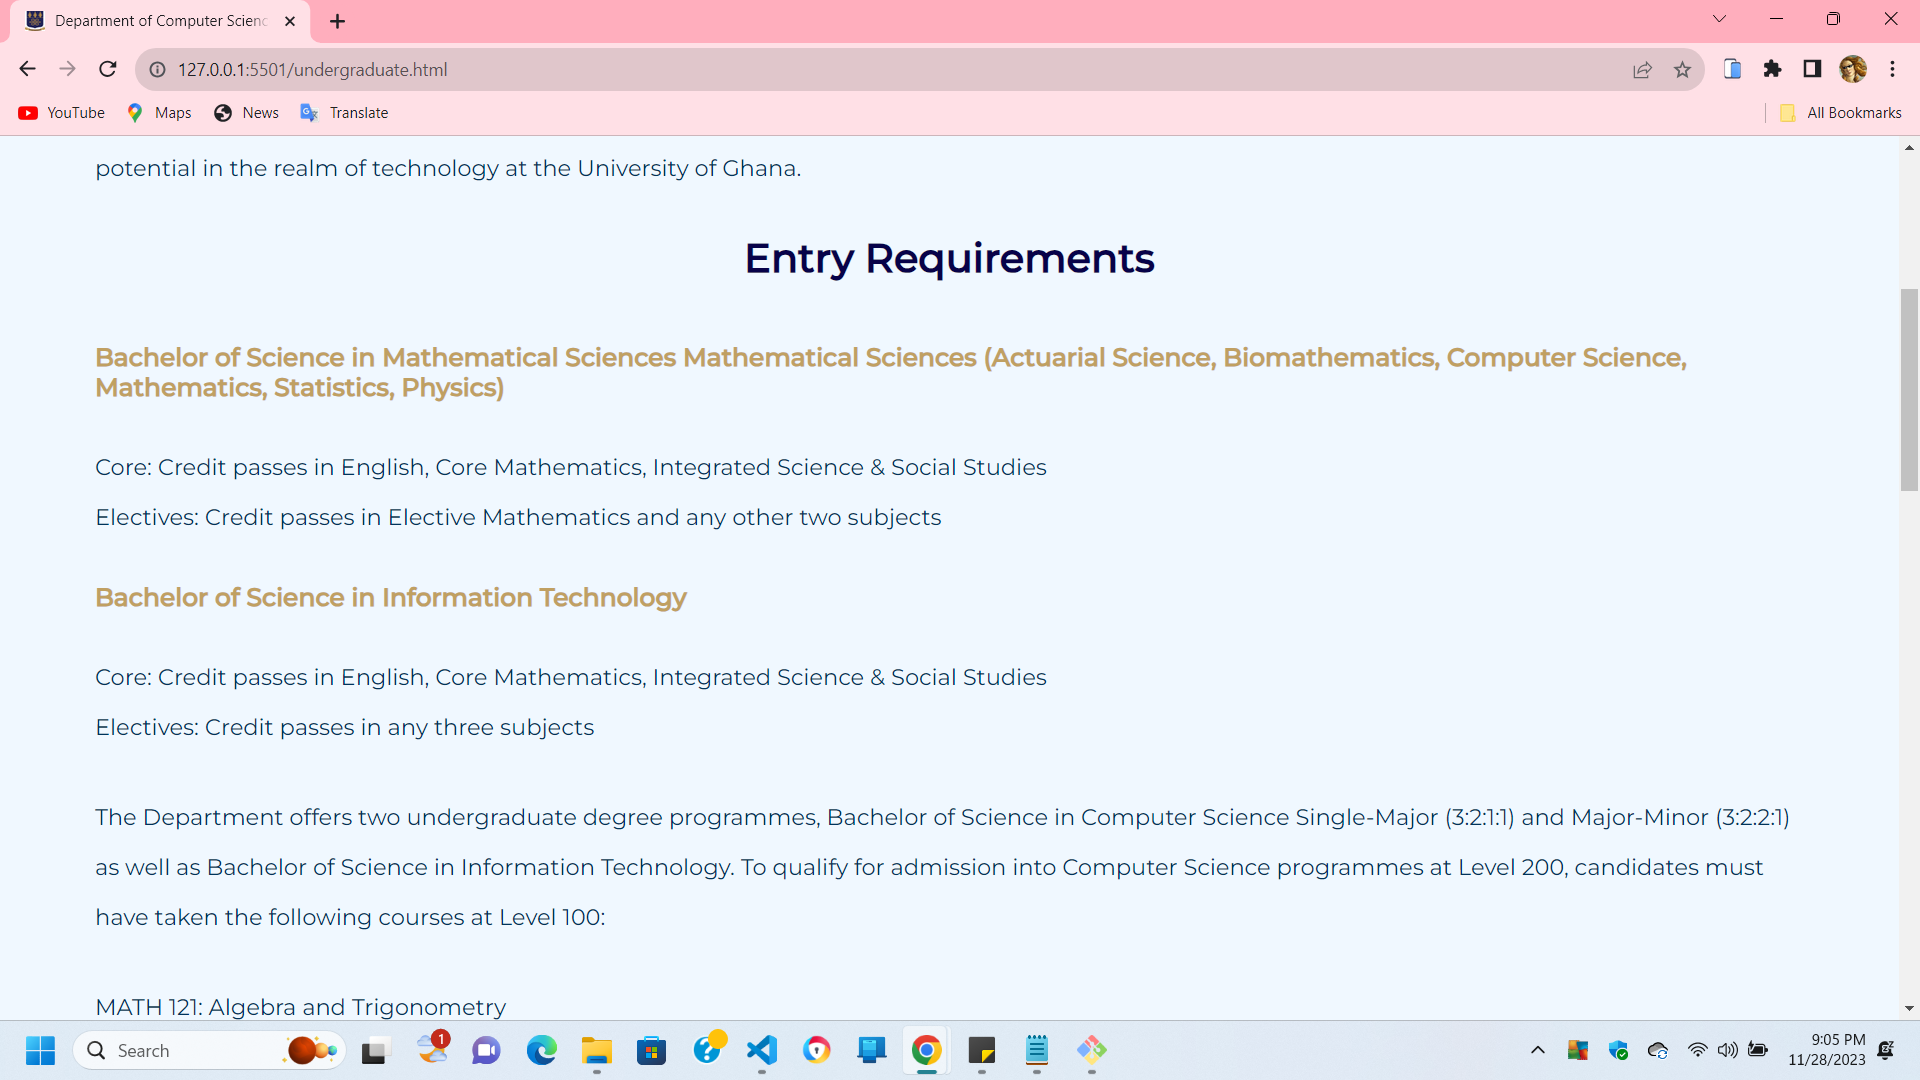 Department of Computer Scienc
127.0.0.1:5501/undergraduate.html
YouTube
Maps
News
Translate
All Bookmarks
potential in the realm of technology at the University of Ghana.
Entry Requirements
Bachelor of Science in Mathematical Sciences Mathematical Sciences (Actuarial Science, Biomathematics, Computer Science,
Mathematics, Statistics, Physics)
Core: Credit passes in English, Core Mathematics, Integrated Science & Social Studies
Electives: Credit passes in Elective Mathematics and any other two subjects
Bachelor of Science in Information Technology
Core: Credit passes in English, Core Mathematics, Integrated Science & Social Studies
Electives: Credit passes in any three subjects
The Department offers two undergraduate degree programmes, Bachelor of Science in Computer Science Single-Major (3:2:1:1) and Major-Minor (3:2:2:1)
as well as Bachelor of Science in Information Technology. To qualify for admission into Computer Science programmes at Level 200, candidates must
have taken the following courses at Level 100:
MATH 121: Algebra and Trigonometry
Search
1
9:05 PM
11/28/2023